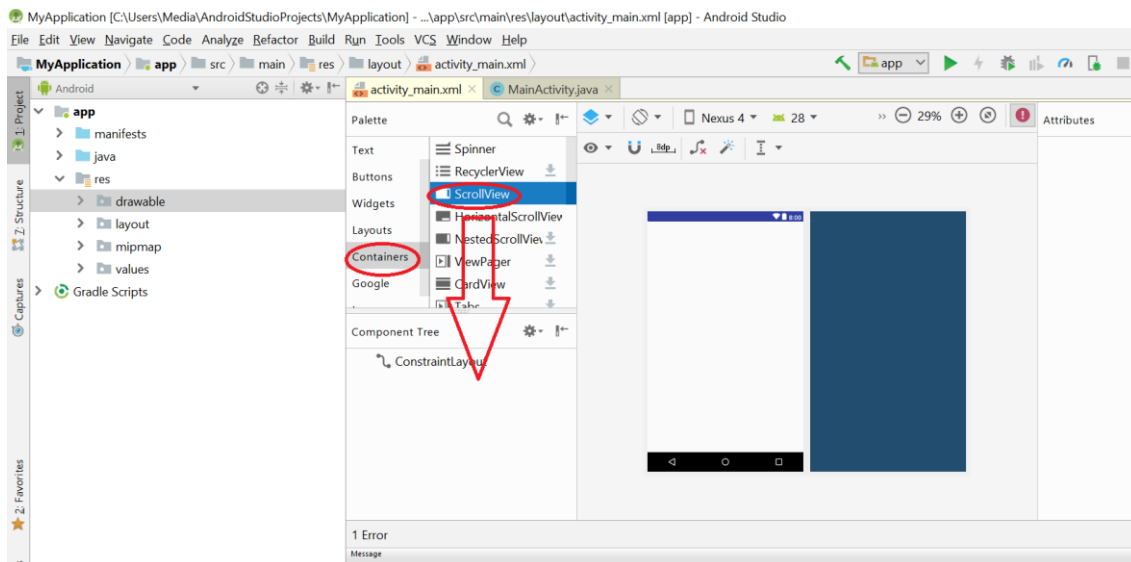 MyApplication [C:\Users\Media\AndroidStudioProjects\MyApplication] - ...\app\src\main\res\layout\activity_main.xml [app] - Android Studio
File Edit View Navigate Code Analyze Refactor Build Run Tools VCS Window Help
MyApplication app src main res layout activity_main.xml app
1: Project
Z: Structure
Captures
2: Favorites
Android
app
manifests
java
res
drawable
layout
mipmap
values
Gradle Scripts
activity_main.xml MainActivity.java
Palette
Text
Buttons
Widgets
Layouts
Containers
Google
Spinner
RecyclerView
ScrollView
HorizontalScrollView
NestedScrollView
ViewPager
CardView
Tabs
Component Tree
ConstraintLayout
Nexus 4 28 29%
8dp
8:00
Attributes
1 Error
Message